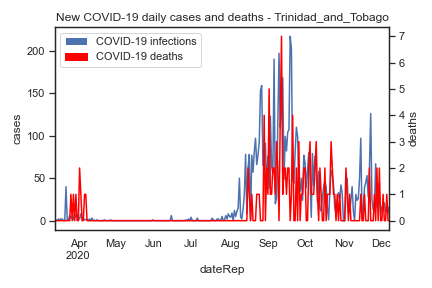 New COVID-19 daily cases and deaths - Trinidad_and_Tobago
COVID-19 infections
COVID-19 deaths
cases
200
150
100
50
0
deaths
7
6
5
4
3
2
1
0
Apr May Jun Jul Aug Sep Oct Nov Dec
2020
dateRep